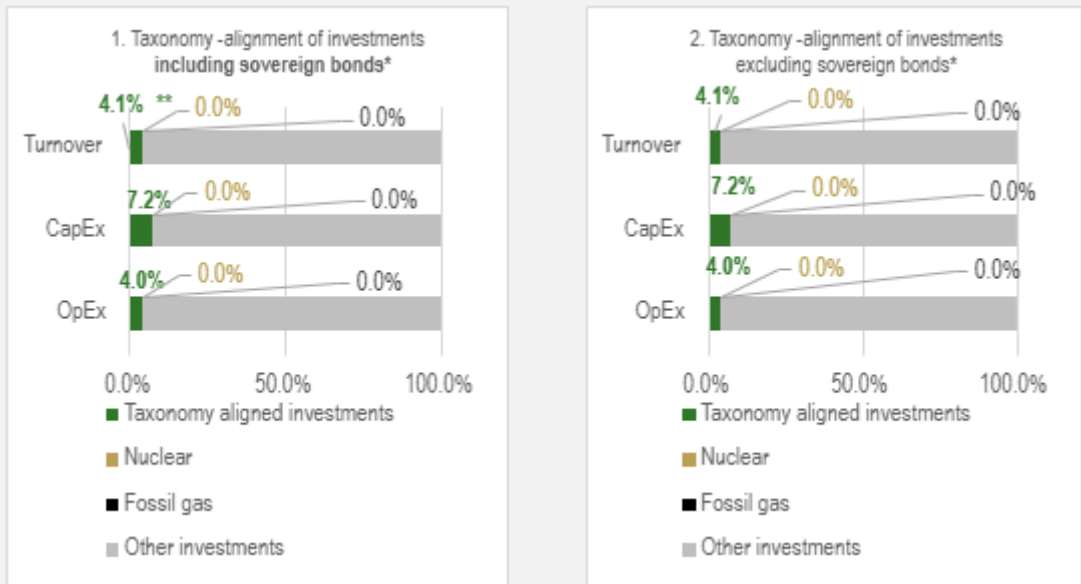 1. Taxonomy -alignment of investments
including sovereign bonds*
4.1% ** 0.0%
0.0%
Turnover
7.2% 0.0%
0.0%
CapEx
4.0% 0.0%
0.0%
OpEx
0.0% 50.0% 100.0%
Taxonomy aligned investments
Nuclear
Fossil gas
Other investments
2. Taxonomy -alignment of investments
excluding sovereign bonds*
4.1% 0.0%
0.0%
Turnover
7.2% 0.0%
0.0%
CapEx
4.0% 0.0%
0.0%
OpEx
0.0% 50.0% 100.0%
Taxonomy aligned investments
Nuclear
Fossil gas
Other investments